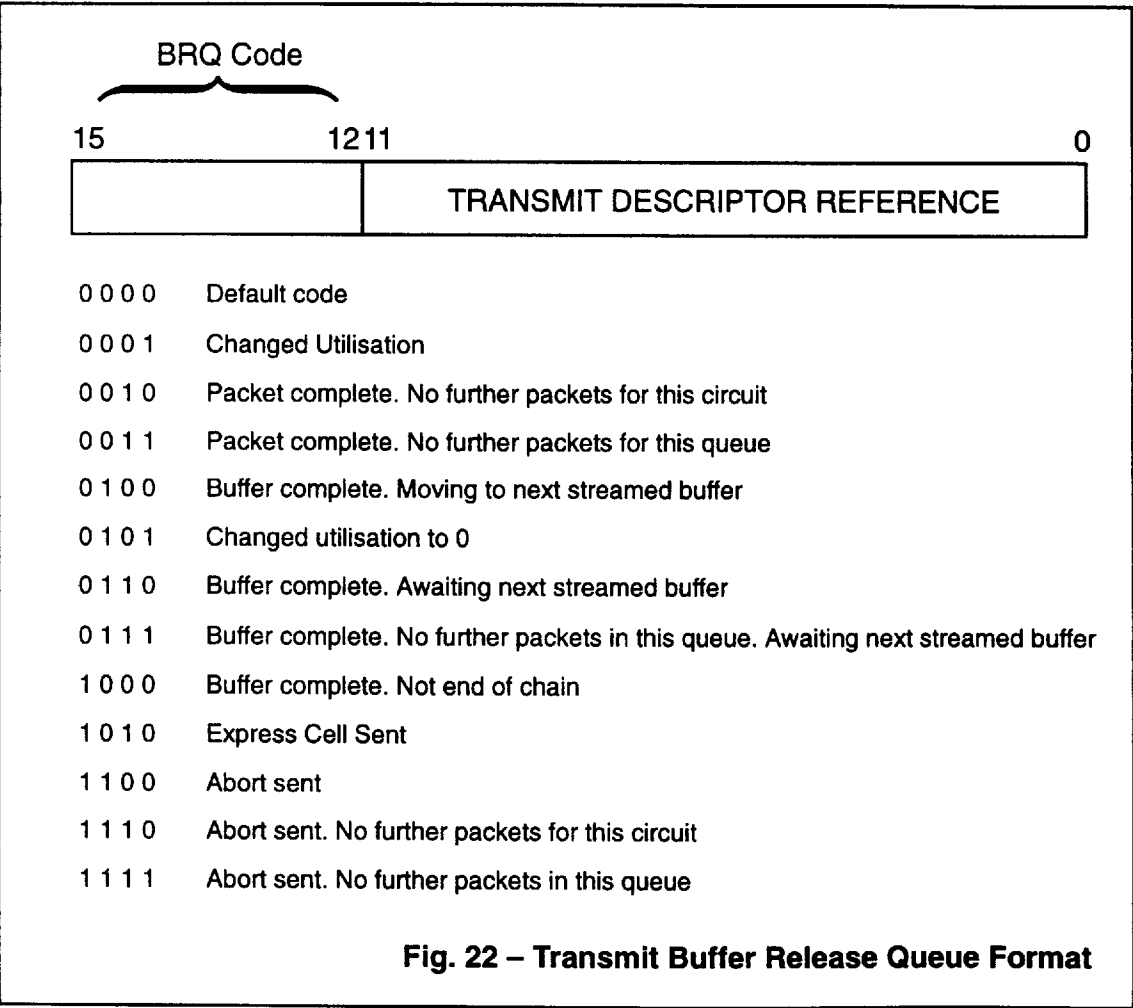 BRQ Code
15 12 11 0
TRANSMIT DESCRIPTOR REFERENCE
0 0 0 0 Default code
0 0 0 1 Changed Utilisation
0 0 1 0 Packet complete. No further packets for this circuit
0 0 1 1 Packet complete. No further packets for this queue
0 1 0 0 Buffer complete. Moving to next streamed buffer
0 1 0 1 Changed utilisation to 0
0 1 1 0 Buffer complete. Awaiting next streamed buffer
0 1 1 1 Buffer complete. No further packets in this queue. Awaiting next streamed buffer
1 0 0 0 Buffer complete. Not end of chain
1 0 1 0 Express Cell Sent
1 1 0 0 Abort sent
1 1 1 0 Abort sent. No further packets for this circuit
1 1 1 1 Abort sent. No further packets in this queue
Fig. 22 – Transmit Buffer Release Queue Format